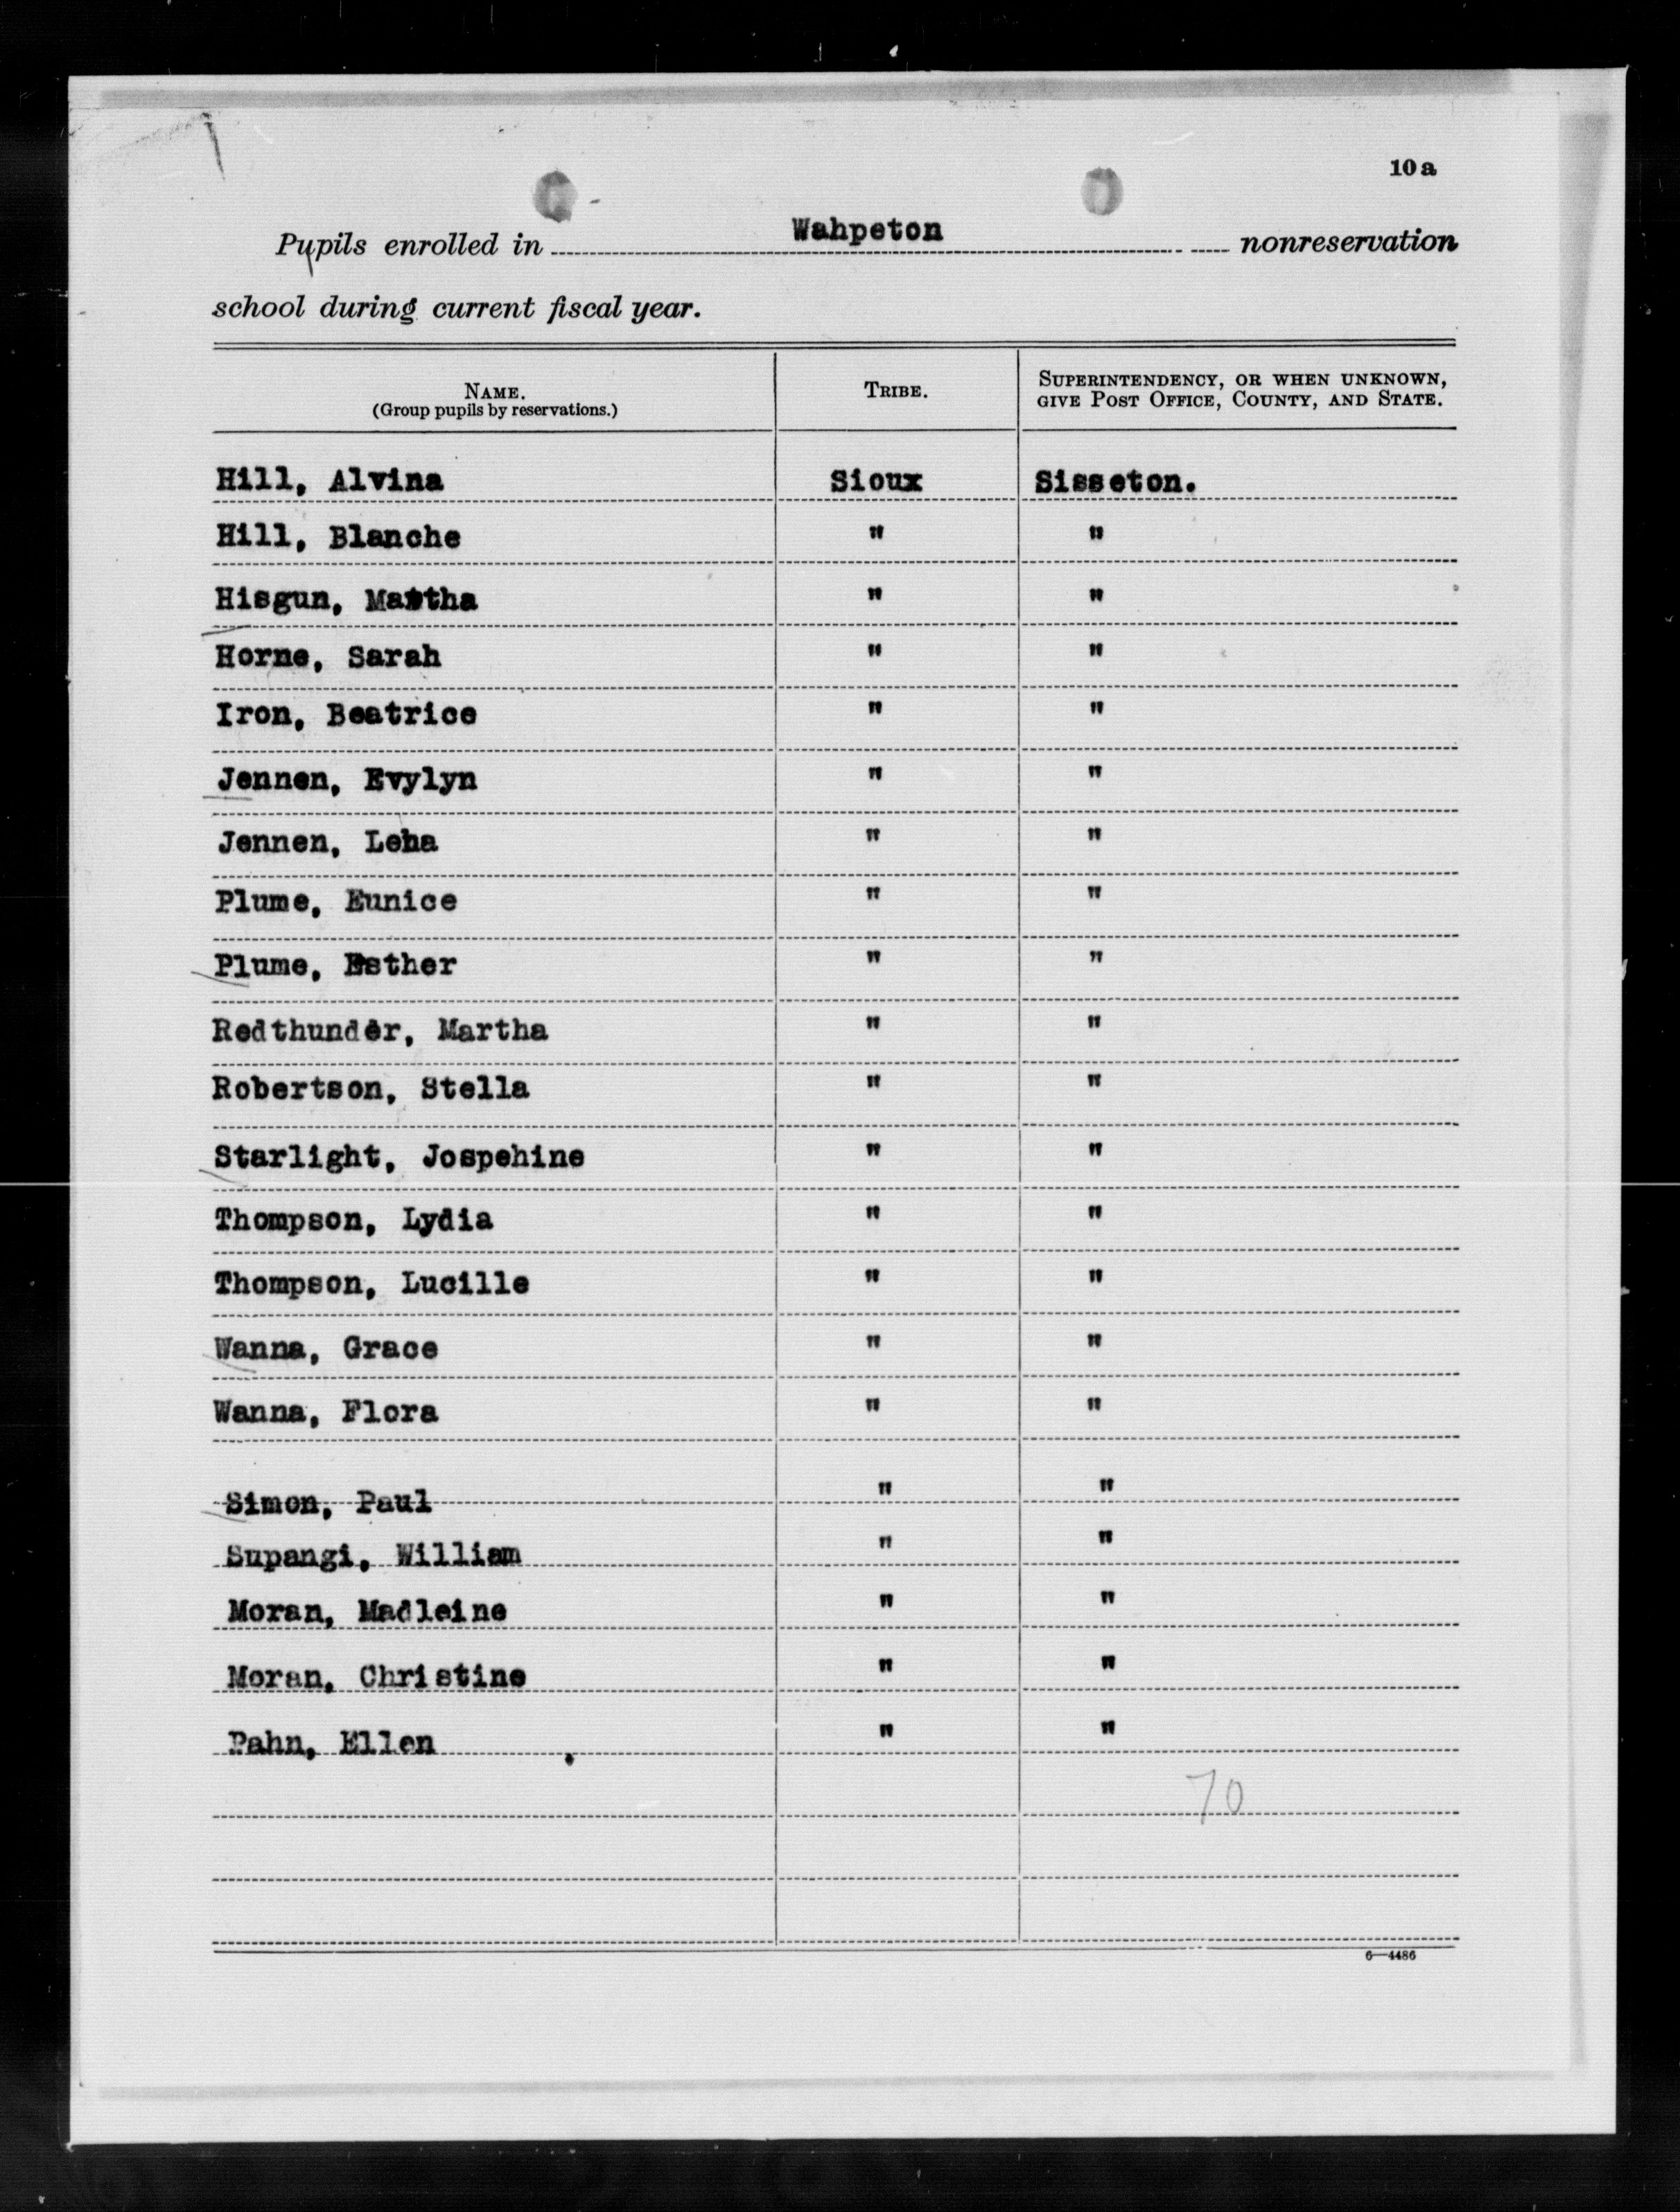 10 a
Pupils enrolled in Wahpeton nonreservation
school during current fiscal year.
NAME. TRIBE. SUPERINTENDENCY, OR WHEN UNKNOWN,
(Group pupils by reservations.) GIVE POST OFFICE, COUNTY, AND STATE.
Hill, Alvina Sioux Sisseton.
Hill, Blanche " "
Hisgun, Martha " "
Horne, Sarah " "
Iron, Beatrice " "
Jennen, Evylyn " "
Jennen, " "
Plume, Eunice " "
Plume, Esther " "
Redthunder, Martha " "
Robertson, Stella " "
Starlight, Jospehine " "
Thompson, Lydia " "
Thompson, Lucille " "
Wanna, Grace " "
Wanna, Flora " "
Simon, Paul " "
Supangi, William " "
Moran, Madleine " "
Moran, Christine " "
Pahn, Ellen " "
70
6—4486